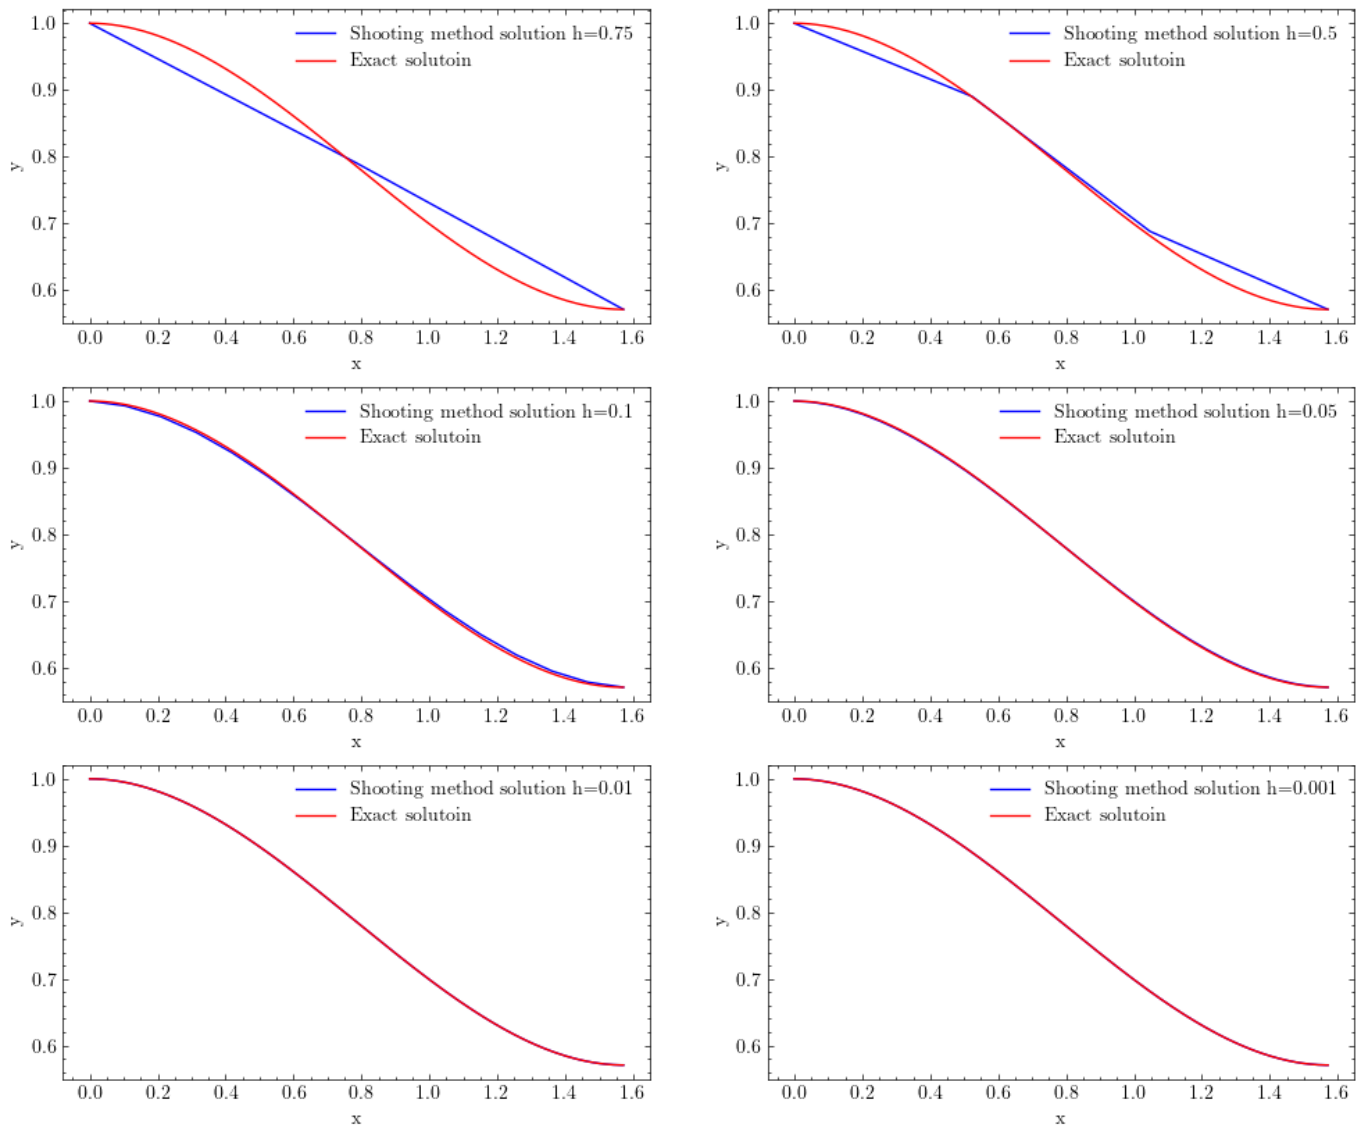 1.0
0.9
0.8
0.7
0.6
y
Shooting method solution h=0.75
Exact solutoin
0.0 0.2 0.4 0.6 0.8 1.0 1.2 1.4 1.6
x
1.0
0.9
0.8
0.7
0.6
y
Shooting method solution h=0.5
Exact solutoin
0.0 0.2 0.4 0.6 0.8 1.0 1.2 1.4 1.6
x
1.0
0.9
0.8
0.7
0.6
y
Shooting method solution h=0.1
Exact solutoin
0.0 0.2 0.4 0.6 0.8 1.0 1.2 1.4 1.6
x
1.0
0.9
0.8
0.7
0.6
y
Shooting method solution h=0.05
Exact solutoin
0.0 0.2 0.4 0.6 0.8 1.0 1.2 1.4 1.6
x
1.0
0.9
0.8
0.7
0.6
y
Shooting method solution h=0.01
Exact solutoin
0.0 0.2 0.4 0.6 0.8 1.0 1.2 1.4 1.6
x
1.0
0.9
0.8
0.7
0.6
y
Shooting method solution h=0.001
Exact solutoin
0.0 0.2 0.4 0.6 0.8 1.0 1.2 1.4 1.6
x